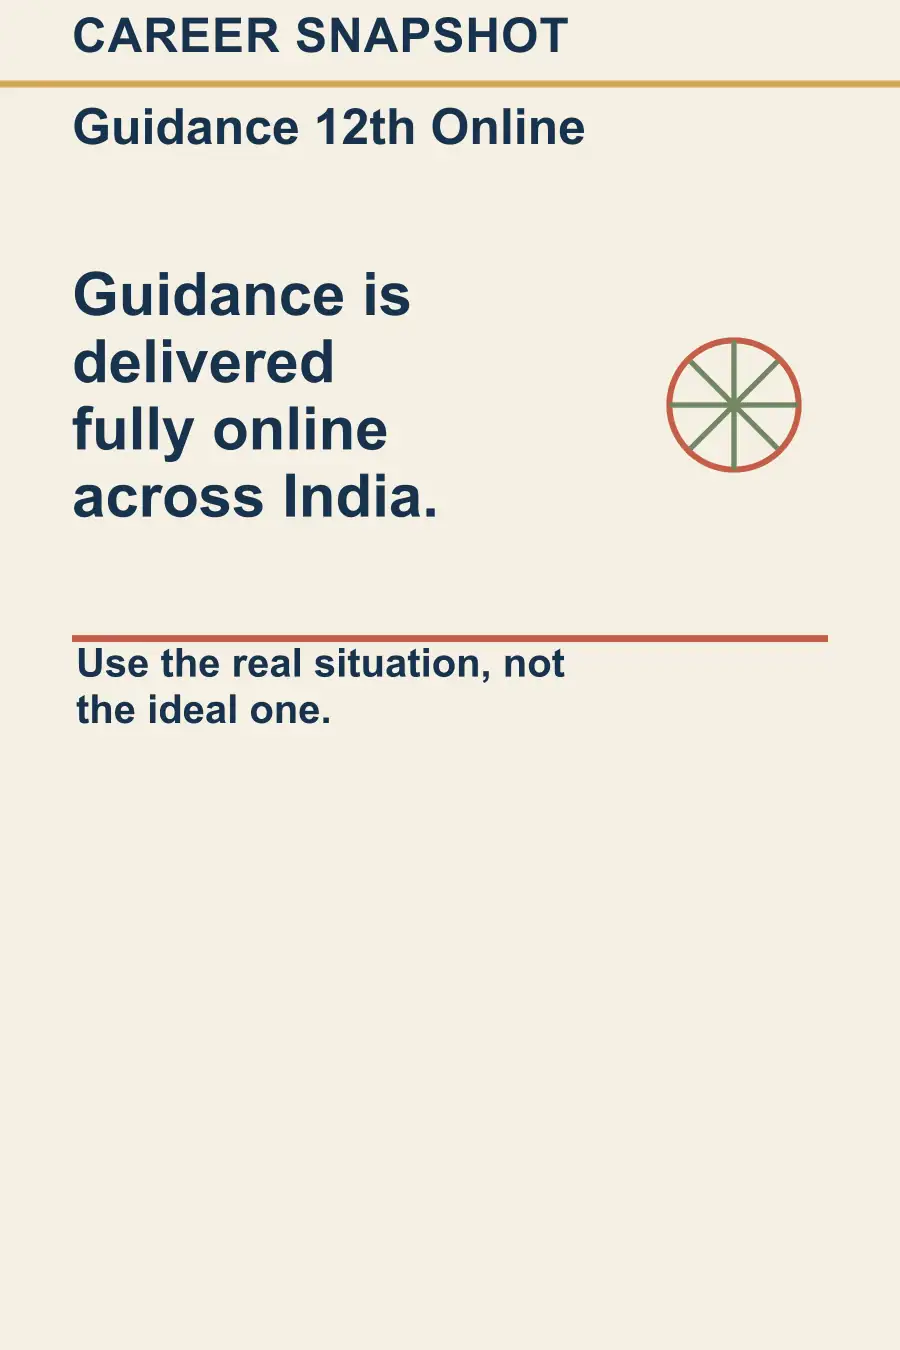 CAREER SNAPSHOT
Guidance 12th Online
Guidance is
delivered
fully online
across India.
Use the real situation, not
the ideal one.